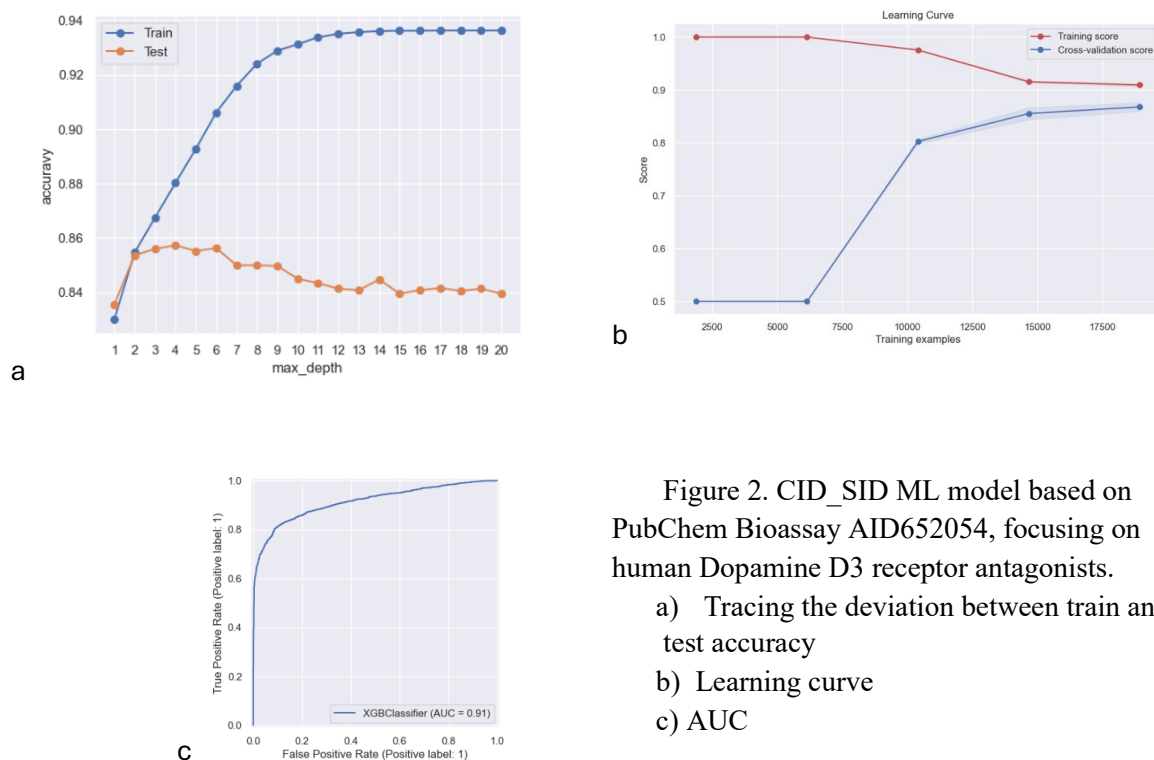 0.94
Train
Test
0.92
0.90
0.88
0.86
0.84
accuravy
1 2 3 4 5 6 7 8 9 10 11 12 13 14 15 16 17 18 19 20
max_depth
a
Learning Curve
1.0
Training score
Cross-validation score
0.9
0.8
0.7
0.6
0.5
Score
2500 5000 7500 10000 12500 15000 17500
Training examples
b
1.0
0.8
0.6
0.4
0.2
0.0
True Positive Rate (Positive label: 1)
XGBClassifier (AUC = 0.91)
0.0 0.2 0.4 0.6 0.8 1.0
False Positive Rate (Positive label: 1)
c
Figure 2. CID_SID ML model based on
PubChem Bioassay AID652054, focusing on
human Dopamine D3 receptor antagonists.
a) Tracing the deviation between train an
test accuracy
b) Learning curve
c) AUC